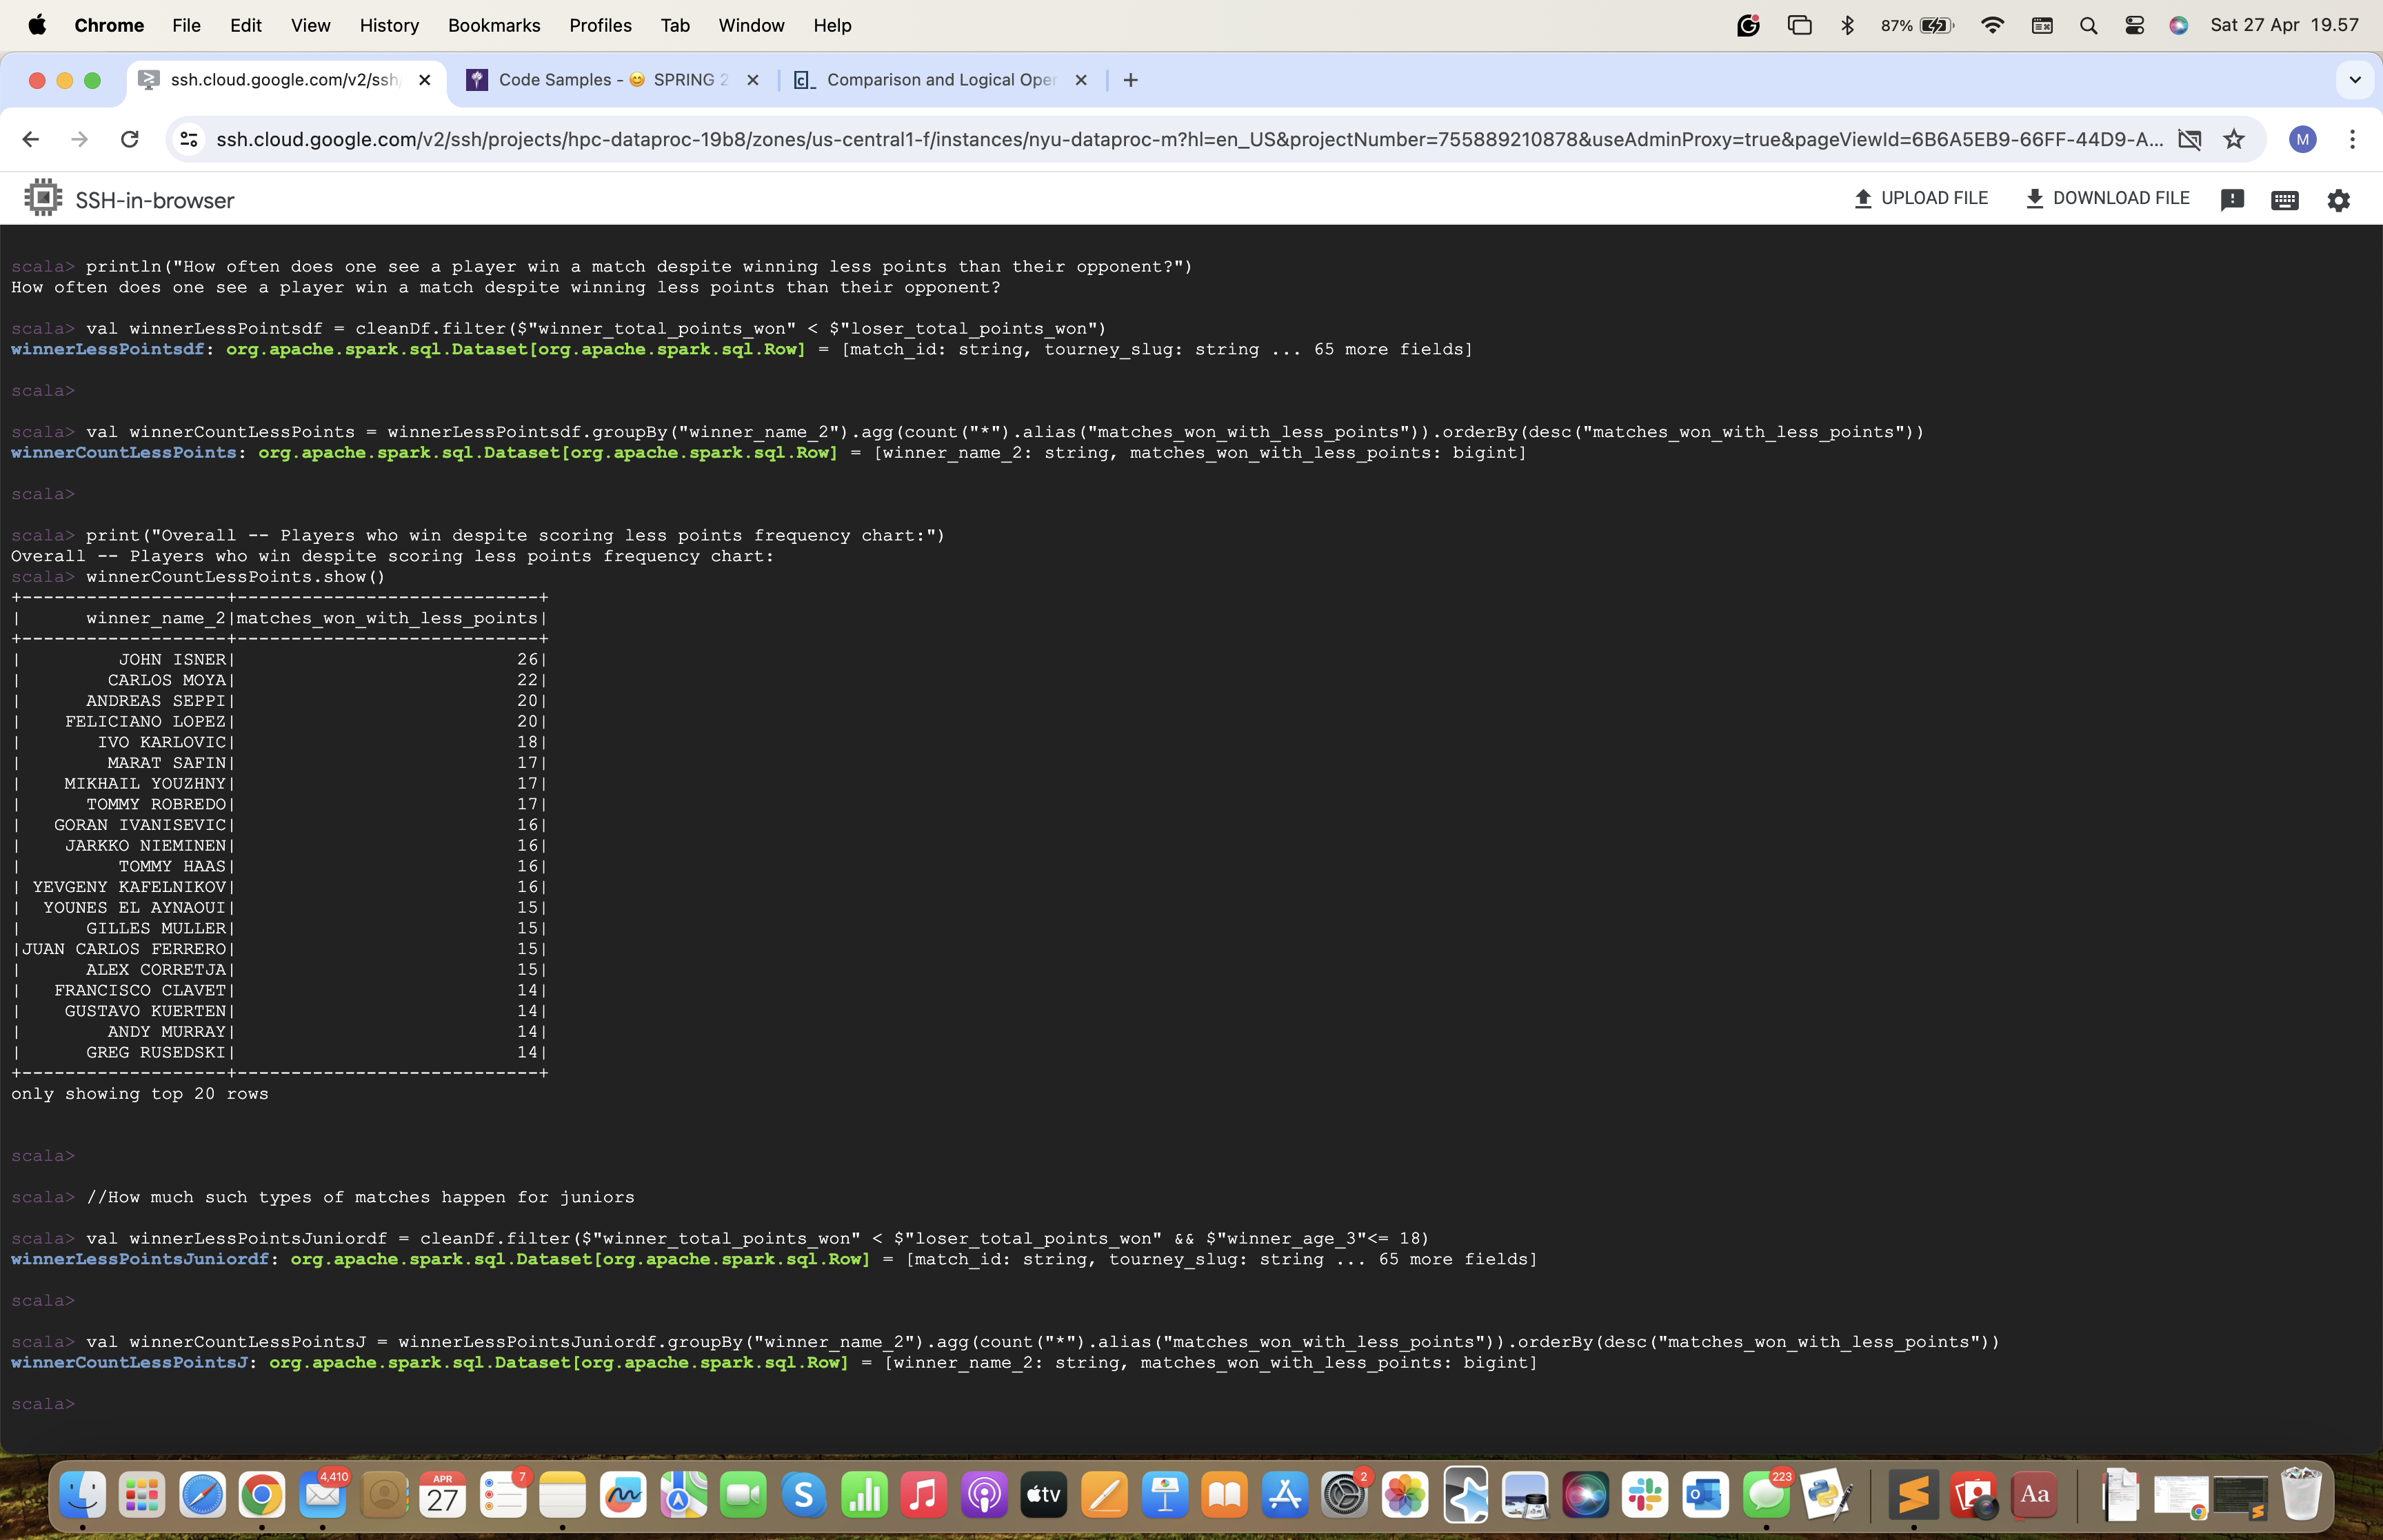 Chrome File Edit View History Bookmarks Profiles Tab Window Help 87% Sat 27 Apr 19.57
ssh.cloud.google.com/v2/ssh Code Samples - 😊 SPRING 2 Comparison and Logical Oper
ssh.cloud.google.com/v2/ssh/projects/hpc-dataproc-19b8/zones/us-central1-f/instances/nyu-dataproc-m?hl=en_US&projectNumber=755889210878&useAdminProxy=true&pageViewId=6B6A5EB9-66FF-44D9-A... M
SSH-in-browser UPLOAD FILE DOWNLOAD FILE
scala> println("How often does one see a player win a match despite winning less points than their opponent?")
How often does one see a player win a match despite winning less points than their opponent?
scala> val winnerLessPointsdf = cleanDf.filter($"winner_total_points_won" < $"loser_total_points_won")
winnerLessPointsdf: org.apache.spark.sql.Dataset[org.apache.spark.sql.Row] = [match_id: string, tourney_slug: string ... 65 more fields]
scala>
scala> val winnerCountLessPoints = winnerLessPointsdf.groupBy("winner_name_2").agg(count("*").alias("matches_won_with_less_points")).orderBy(desc("matches_won_with_less_points"))
winnerCountLessPoints: org.apache.spark.sql.Dataset[org.apache.spark.sql.Row] = [winner_name_2: string, matches_won_with_less_points: bigint]
scala>
scala> print("Overall -- Players who win despite scoring less points frequency chart:")
Overall -- Players who win despite scoring less points frequency chart:
scala> winnerCountLessPoints.show()
+-------------------+----------------------------+
| winner_name_2|matches_won_with_less_points|
+-------------------+----------------------------+
| JOHN ISNER| 26|
| CARLOS MOYA| 22|
| ANDREAS SEPPI| 20|
| FELICIANO LOPEZ| 20|
| IVO KARLOVIC| 18|
| MARAT SAFIN| 17|
| MIKHAIL YOUZHNY| 17|
| TOMMY ROBREDO| 17|
| GORAN IVANISEVIC| 16|
| JARKKO NIEMINEN| 16|
| TOMMY HAAS| 16|
| YEVGENY KAFELNIKOV| 16|
| YOUNES EL AYNAOUI| 15|
| GILLES MULLER| 15|
|JUAN CARLOS FERRERO| 15|
| ALEX CORRETJA| 15|
| FRANCISCO CLAVET| 14|
| GUSTAVO KUERTEN| 14|
| ANDY MURRAY| 14|
| GREG RUSEDSKI| 14|
+-------------------+----------------------------+
only showing top 20 rows
scala>
scala> //How much such types of matches happen for juniors
scala> val winnerLessPointsJuniordf = cleanDf.filter($"winner_total_points_won" < $"loser_total_points_won" && $"winner_age_3"<= 18)
winnerLessPointsJuniordf: org.apache.spark.sql.Dataset[org.apache.spark.sql.Row] = [match_id: string, tourney_slug: string ... 65 more fields]
scala>
scala> val winnerCountLessPointsJ = winnerLessPointsJuniordf.groupBy("winner_name_2").agg(count("*").alias("matches_won_with_less_points")).orderBy(desc("matches_won_with_less_points"))
winnerCountLessPointsJ: org.apache.spark.sql.Dataset[org.apache.spark.sql.Row] = [winner_name_2: string, matches_won_with_less_points: bigint]
scala>
4,410 APR 27 7 tv 2 223 Aa